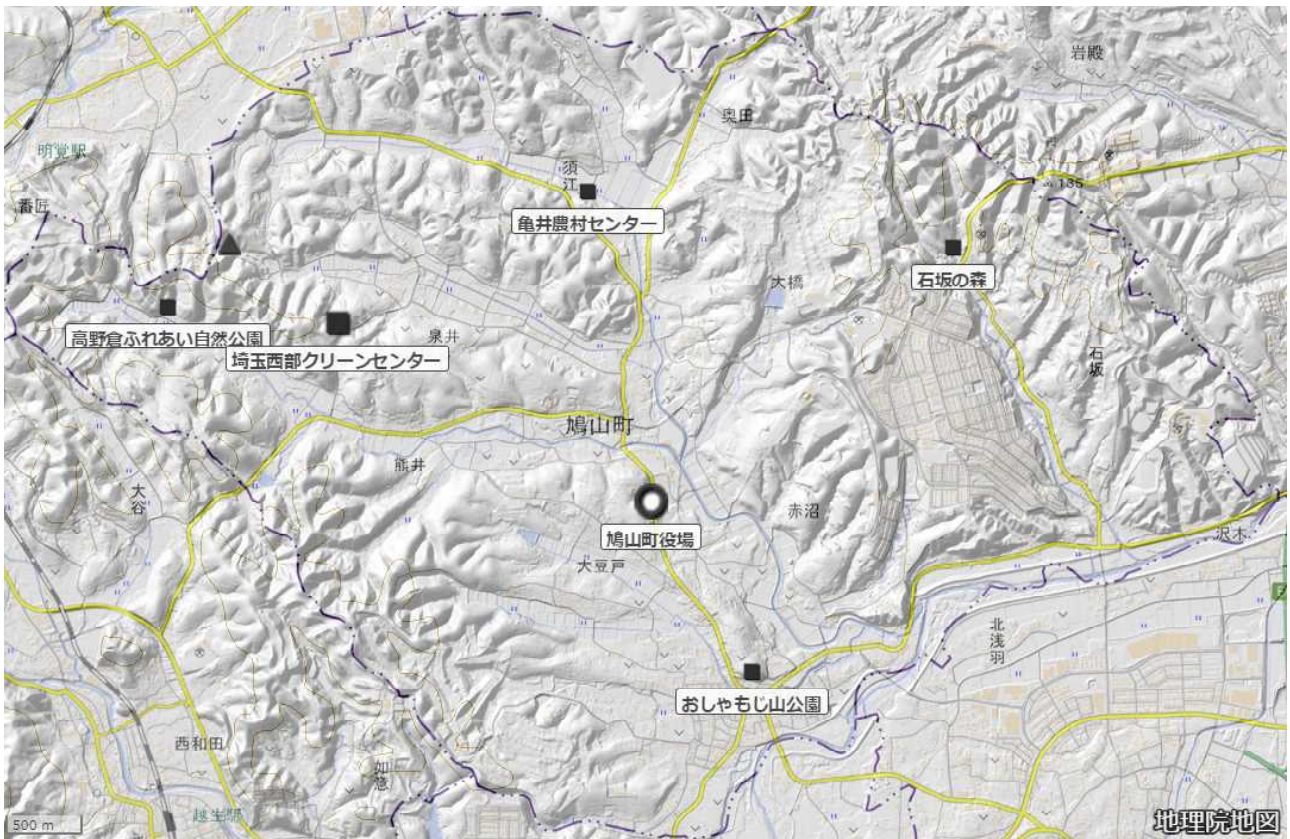 岩殿
奥田
明覚駅
須江
135
番匠
亀井農村センター
石坂の森
大橋
高野倉ふれあい自然公園
泉井
埼玉西部クリーンセンター
石坂
鳩山町
熊井
大谷
赤沼
鳩山町役場
沢木
大豆戸
北浅羽
おしゃもじ山公園
西和田
如意
越生駅
500 m
地理院地図